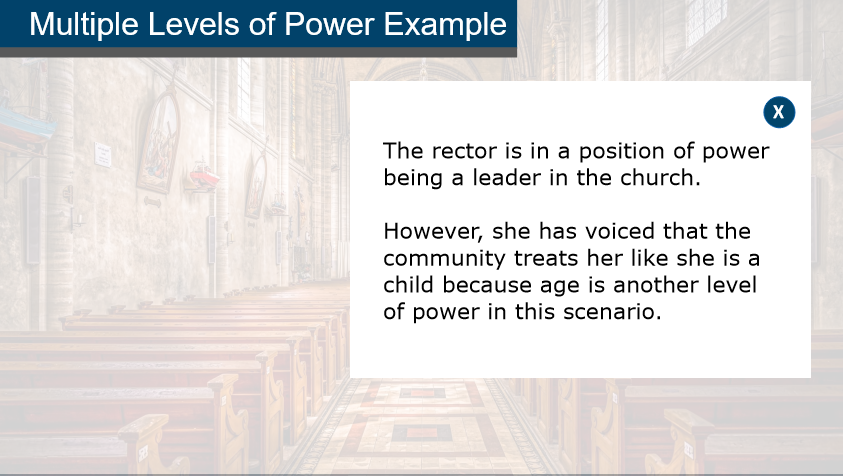 Multiple Levels of Power Example
X
The rector is in a position of power
being a leader in the church.
However, she has voiced that the
community treats her like she is a
child because age is another level
of power in this scenario.